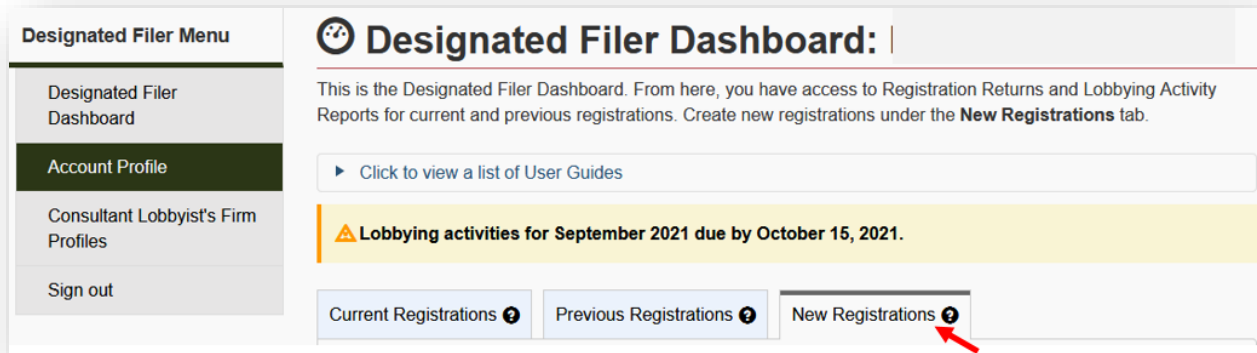 Designated Filer Menu
Designated Filer
Dashboard
Account Profile
Consultant Lobbyist's Firm
Profiles
Sign out
Designated Filer Dashboard:
This is the Designated Filer Dashboard. From here, you have access to Registration Returns and Lobbying Activity
Reports for current and previous registrations. Create new registrations under the New Registrations tab.
Click to view a list of User Guides
Lobbying activities for September 2021 due by October 15, 2021.
Current Registrations ?
Previous Registrations ?
New Registrations ?